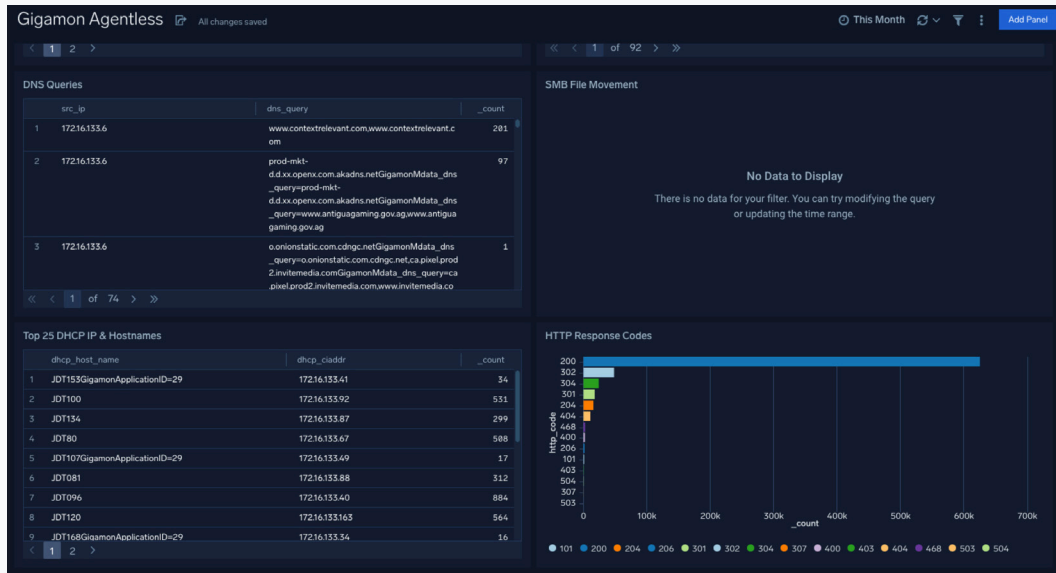 Gigamon Agentless All changes saved This Month Add Panel
1 2
1 of 92
DNS Queries
src_ip dns_query _count
1 172.16.133.6 www.contextrelevant.com,www.contextrelevant.c 201
om
2 172.16.133.6 prod-mkt- 97
d.d.xx.openx.com.akadns.netGigamonMdata_dns
_query=prod-mkt-
d.d.xx.openx.com.akadns.netGigamonMdata_dns
_query=www.antiguagaming.gov.ag,www.antigua
gaming.gov.ag
3 172.16.133.6 o.onionstatic.com.cdngc.netGigamonMdata_dns 1
_query=o.onionstatic.com.cdngc.net,ca.pixel.prod
2.invitemedia.comGigamonMdata_dns_query=ca
.pixel.prod2.invitemedia.com,www.invitemedia.co
1 of 74
SMB File Movement
No Data to Display
There is no data for your filter. You can try modifying the query
or updating the time range.
Top 25 DHCP IP & Hostnames
dhcp_host_name dhcp_ciaddr _count
1 JDT153GigamonApplicationID=29 172.16.133.41 34
2 JDT100 172.16.133.92 531
3 JDT134 172.16.133.87 299
4 JDT80 172.16.133.67 508
5 JDT107GigamonApplicationID=29 172.16.133.49 17
6 JDT081 172.16.133.88 312
7 JDT096 172.16.133.40 884
8 JDT120 172.16.133.163 564
9 JDT168GigamonApplicationID=29 172.16.133.34 16
1 2
HTTP Response Codes
http_code
200
302
304
301
204
404
468
400
206
101
403
504
307
503
0 100k 200k 300k 400k 500k 600k 700k
_count
101 200 204 206 301 302 304 307 400 403 404 468 503 504